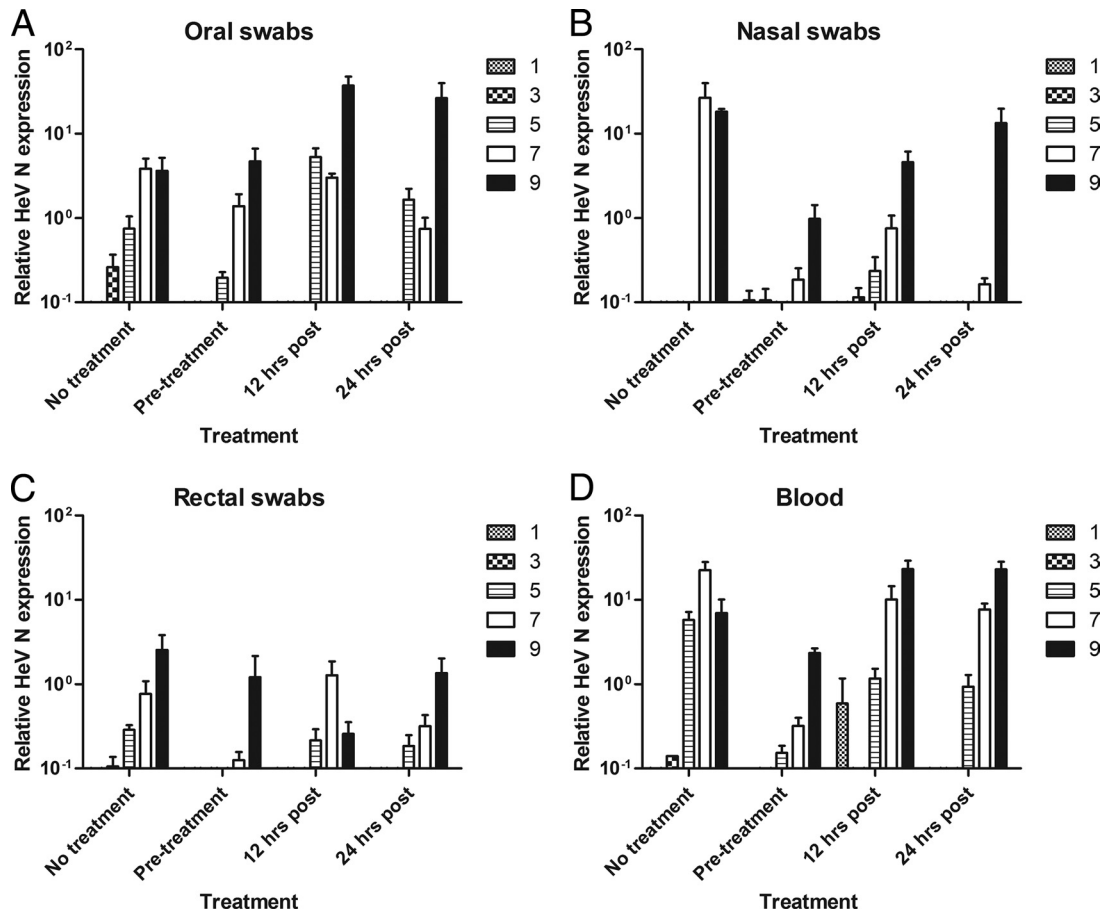 A
Oral swabs
Relative HeV N expression
10²
10¹
10⁰
10⁻¹
No treatment
Pre-treatment
12 hrs post
24 hrs post
Treatment
1
3
5
7
9
B
Nasal swabs
Relative HeV N expression
10²
10¹
10⁰
10⁻¹
No treatment
Pre-treatment
12 hrs post
24 hrs post
Treatment
1
3
5
7
9
C
Rectal swabs
Relative HeV N expression
10²
10¹
10⁰
10⁻¹
No treatment
Pre-treatment
12 hrs post
24 hrs post
Treatment
1
3
5
7
9
D
Blood
Relative HeV N expression
10²
10¹
10⁰
10⁻¹
No treatment
Pre-treatment
12 hrs post
24 hrs post
Treatment
1
3
5
7
9